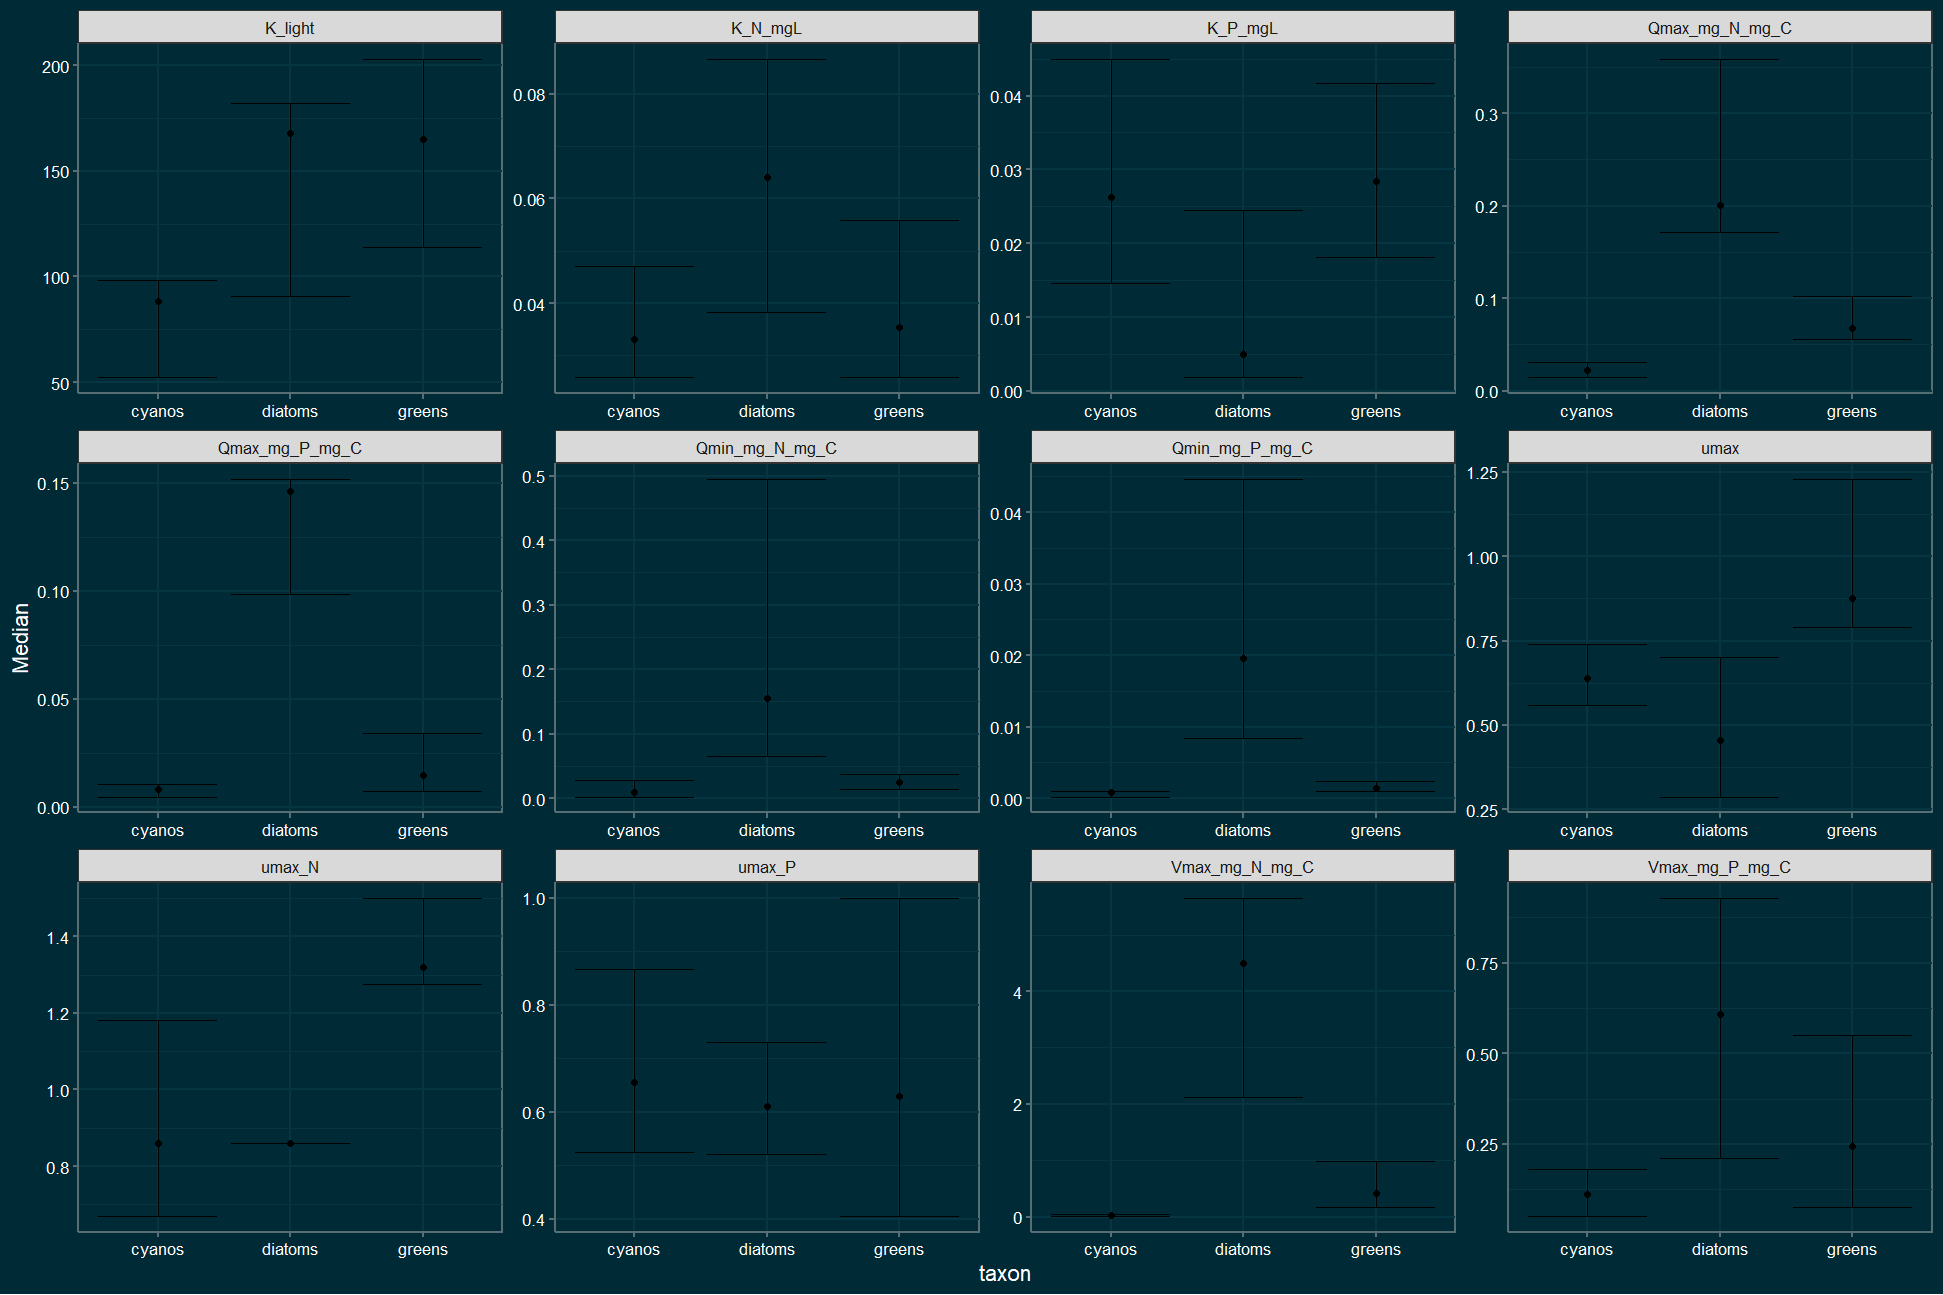 K_light K_N_mgL K_P_mgL Qmax_mg_N_mg_C
200 150 100 50
0.08 0.06 0.04
0.04 0.03 0.02 0.01 0.00
0.3 0.2 0.1 0.0
cyanos diatoms greens cyanos diatoms greens cyanos diatoms greens cyanos diatoms greens
Qmax_mg_P_mg_C Qmin_mg_N_mg_C Qmin_mg_P_mg_C umax
0.15 0.10 0.05 0.00
0.5 0.4 0.3 0.2 0.1 0.0
0.04 0.03 0.02 0.01 0.00
1.25 1.00 0.75 0.50 0.25
Median
cyanos diatoms greens cyanos diatoms greens cyanos diatoms greens cyanos diatoms greens
umax_N umax_P Vmax_mg_N_mg_C Vmax_mg_P_mg_C
1.4 1.2 1.0 0.8
1.0 0.8 0.6 0.4
4 2 0
0.75 0.50 0.25
cyanos diatoms greens cyanos diatoms greens cyanos diatoms greens cyanos diatoms greens
taxon